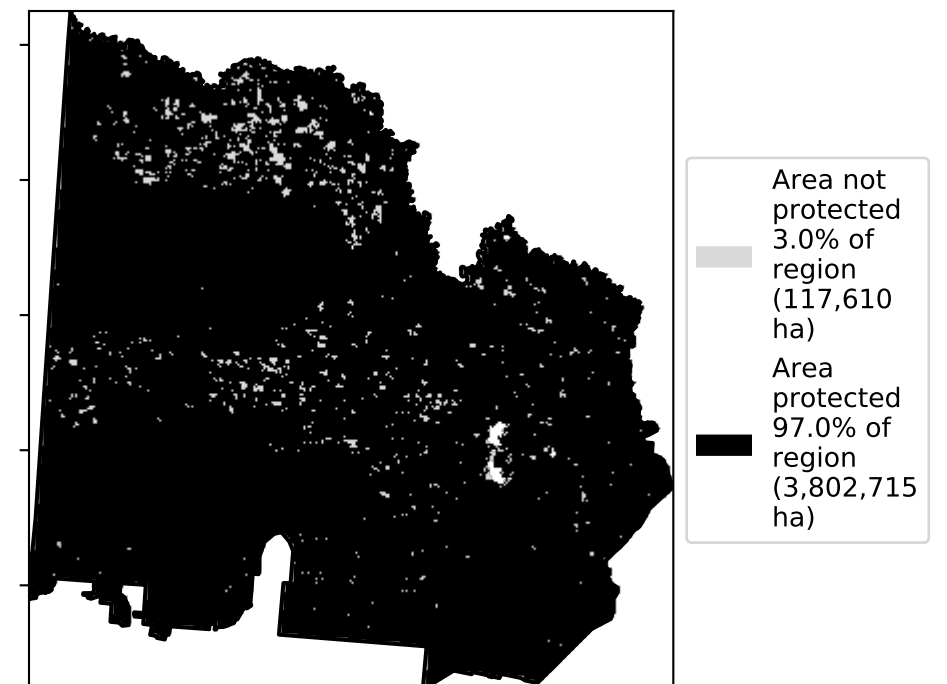 Area not
protected
3.0% of
region
(117,610
ha)
Area
protected
97.0% of
region
(3,802,715
ha)